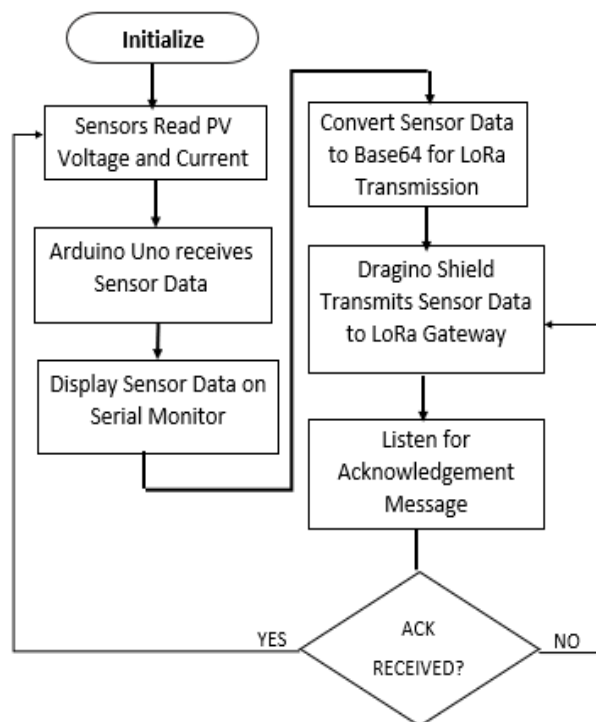 Initialize
Sensors Read PV
Voltage and Current
Arduino Uno receives
Sensor Data
Display Sensor Data on
Serial Monitor
Convert Sensor Data
to Base64 for LoRa
Transmission
Dragino Shield
Transmits Sensor Data
to LoRa Gateway
Listen for
Acknowledgement
Message
ACK
RECEIVED?
YES
NO